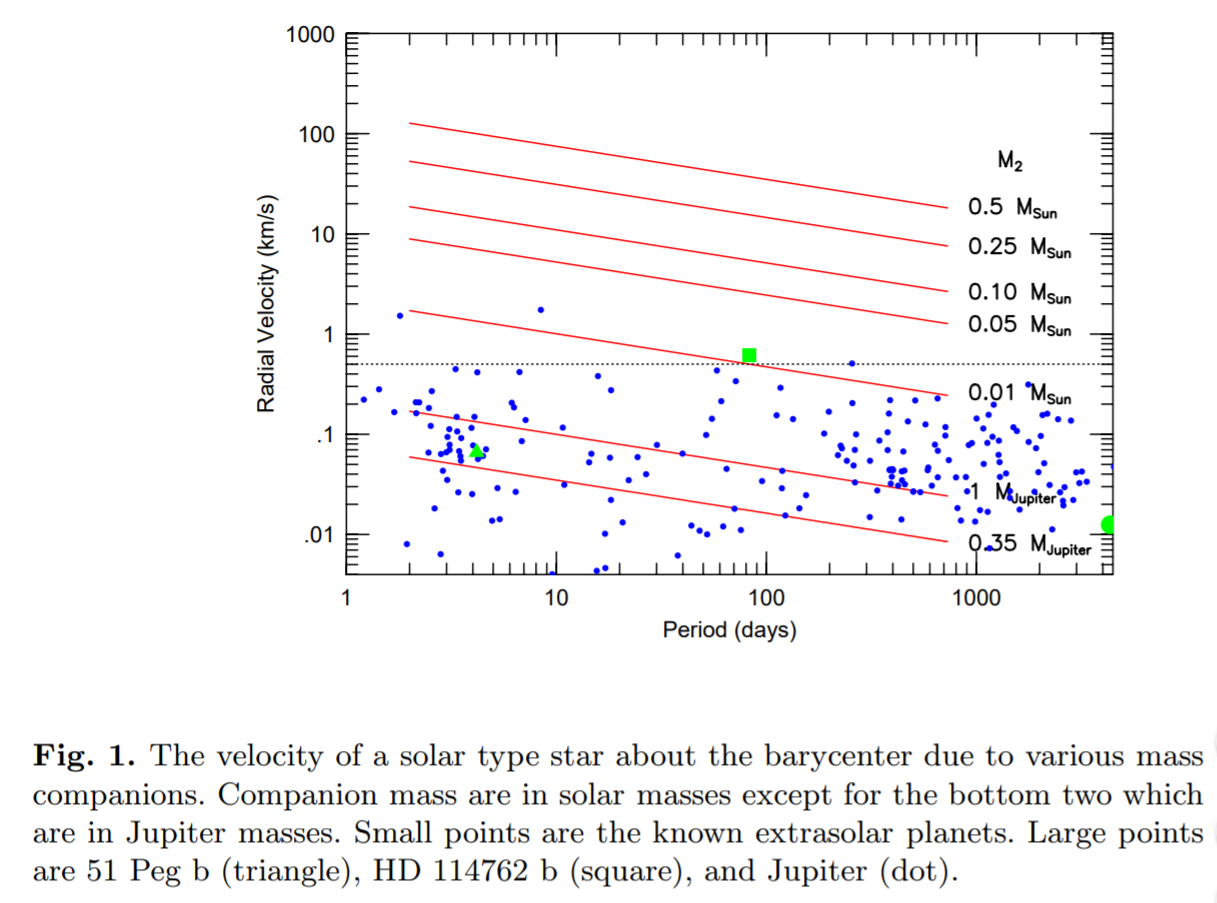 1000
100
10
1
.1
.01
Radial Velocity (km/s)
M2
0.5 MSun
0.25 MSun
0.10 MSun
0.05 MSun
0.01 MSun
1 MJupiter
0.35 MJupiter
1 10 100 1000
Period (days)
Fig. 1. The velocity of a solar type star about the barycenter due to various mass
companions. Companion mass are in solar masses except for the bottom two which
are in Jupiter masses. Small points are the known extrasolar planets. Large points
are 51 Peg b (triangle), HD 114762 b (square), and Jupiter (dot).